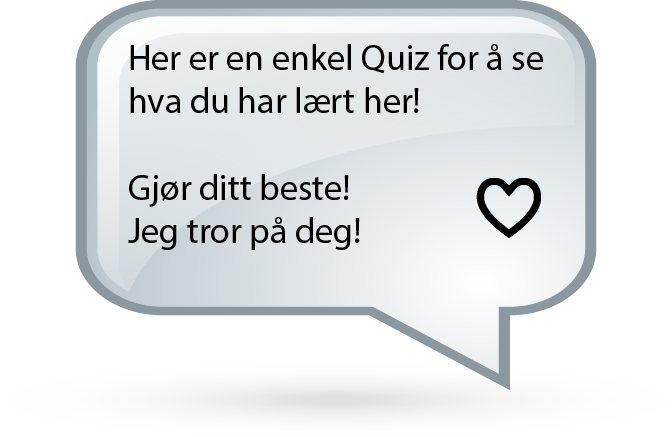 Her er en enkel Quiz for å se
hva du har lært her!
Gjør ditt beste!
Jeg tror på deg!